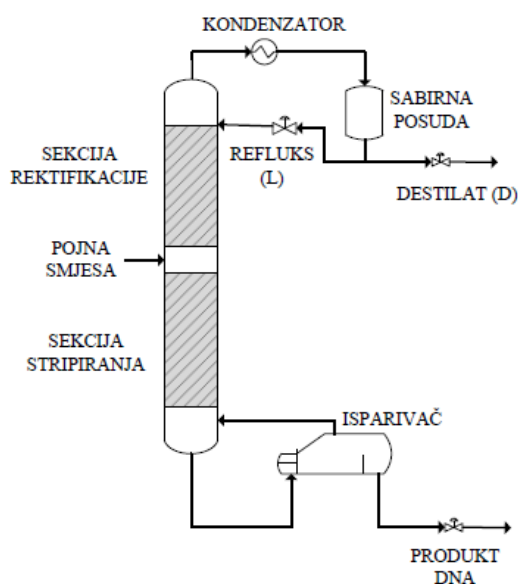 KONDENZATOR
SABIRNA
POSUDA
SEKCIJA
REKTIFIKACIJE
REFLUKS
(L)
DESTILAT (D)
POJNA
SMJESA
SEKCIJA
STRIPIRANJA
ISPARIVAČ
PRODUKT
DNA